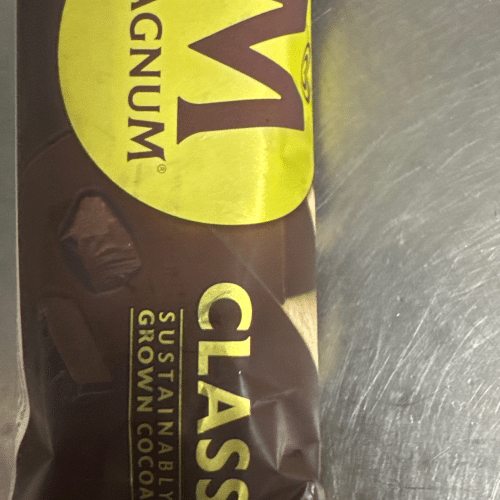 M
AGNUM®
CLASS
SUSTAINABLY
GROWN COCOA